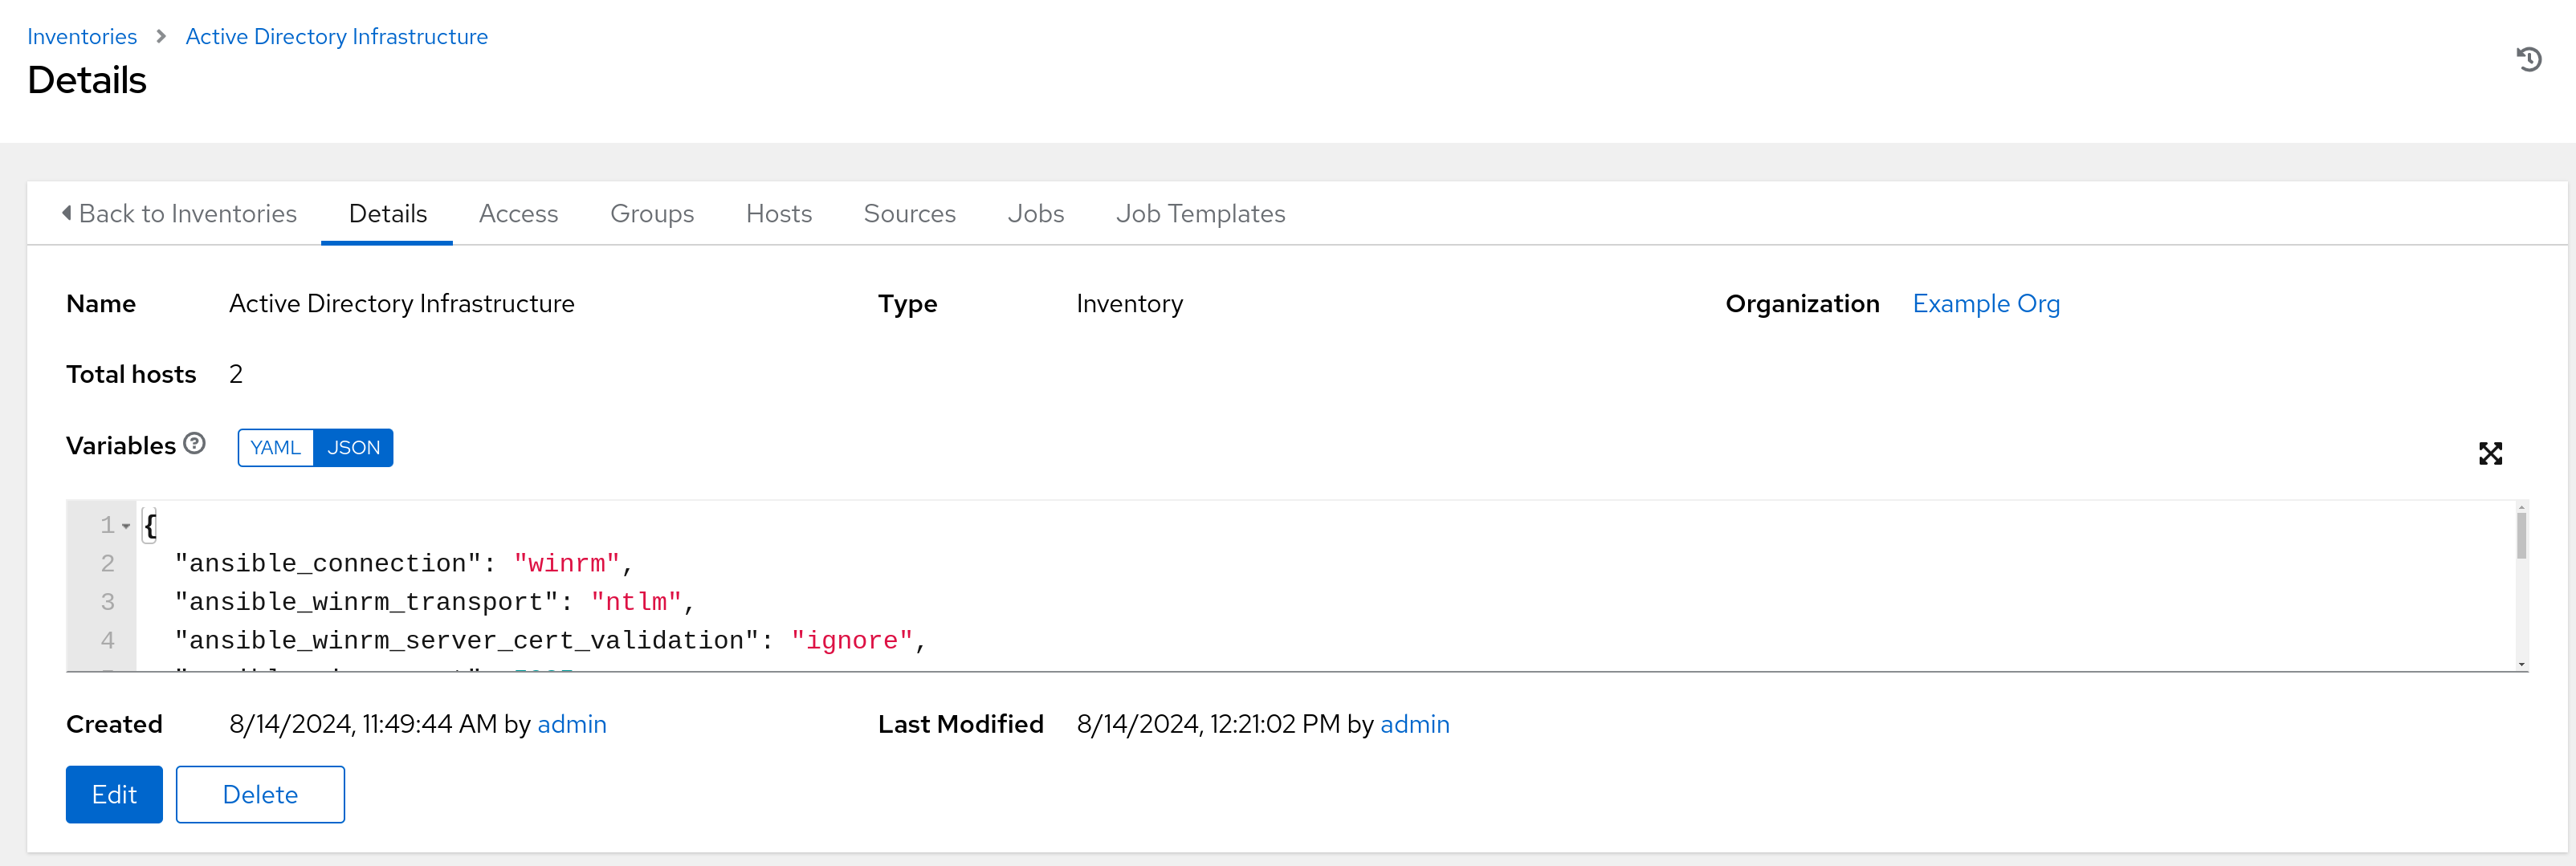 Inventories > Active Directory Infrastructure
Details
Back to Inventories Details Access Groups Hosts Sources Jobs Job Templates
Name Active Directory Infrastructure Type Inventory Organization Example Org
Total hosts 2
Variables YAML JSON
1 {
2 "ansible_connection": "winrm",
3 "ansible_winrm_transport": "ntlm",
4 "ansible_winrm_server_cert_validation": "ignore",
Created 8/14/2024, 11:49:44 AM by admin Last Modified 8/14/2024, 12:21:02 PM by admin
Edit Delete